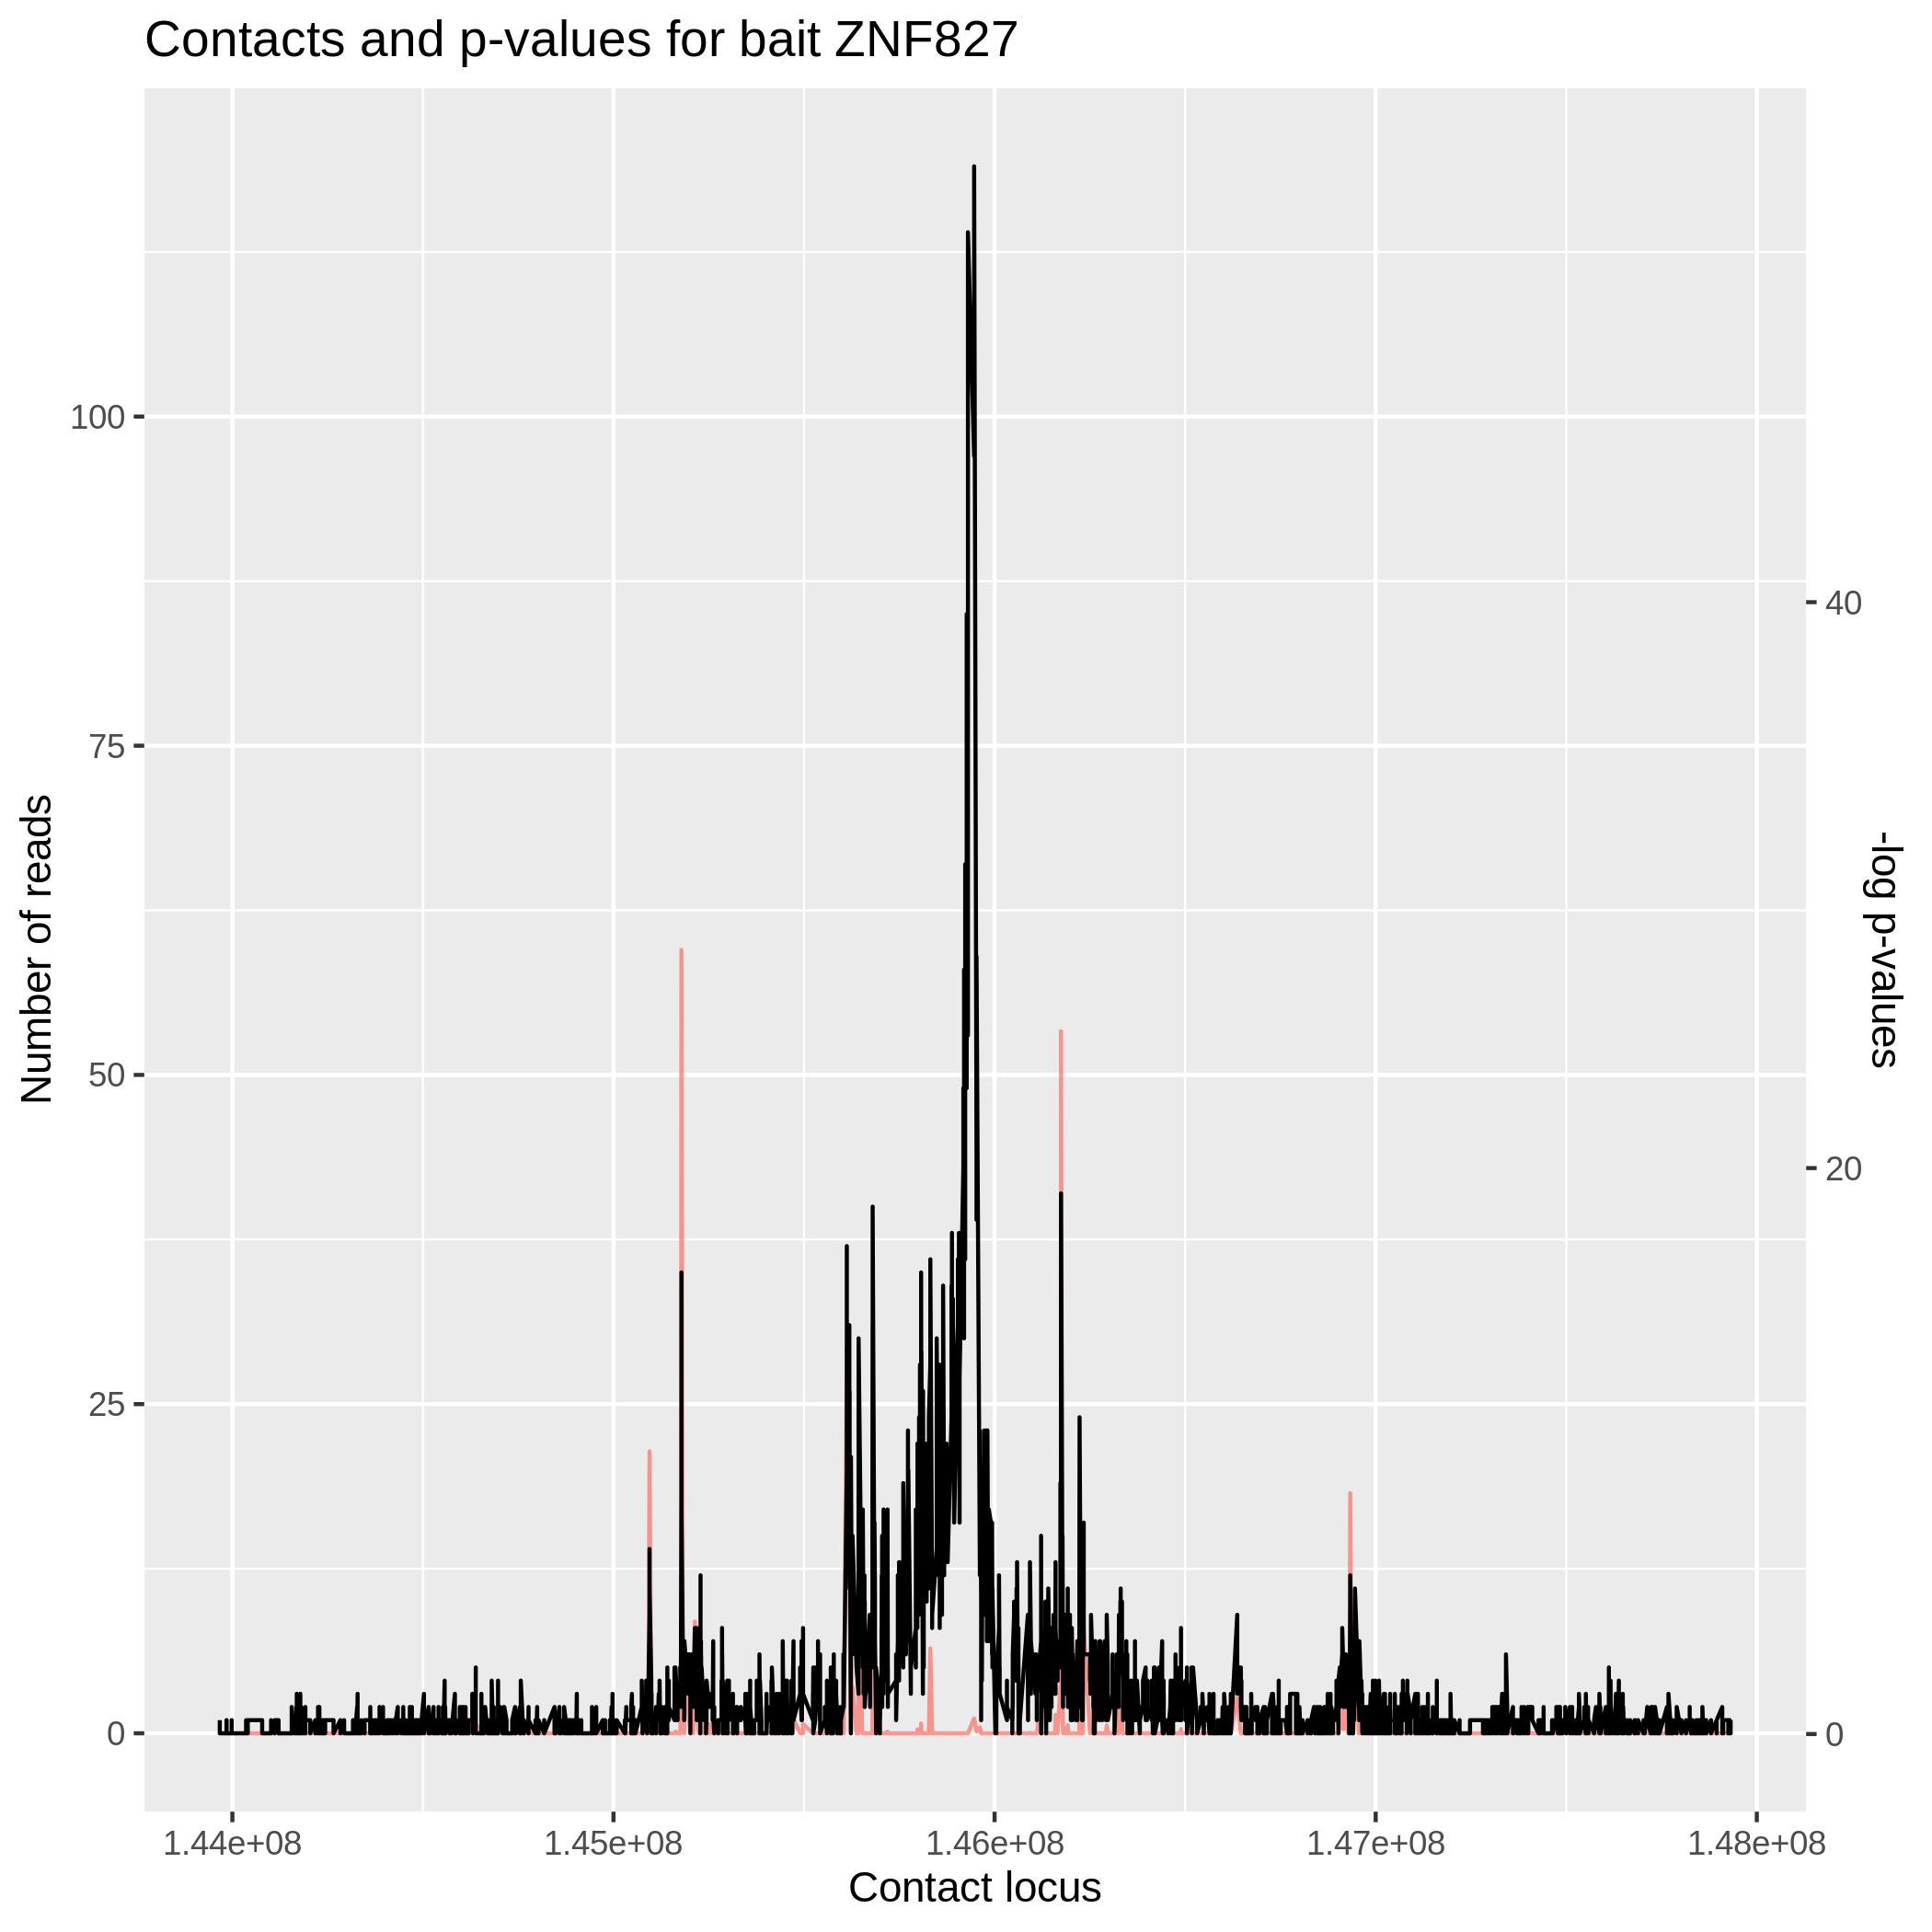 Contacts and p-values for bait ZNF827
100
75
50
25
0
Number of reads
40
20
0
-log p-values
1.44e+08 1.45e+08 1.46e+08 1.47e+08 1.48e+08
Contact locus